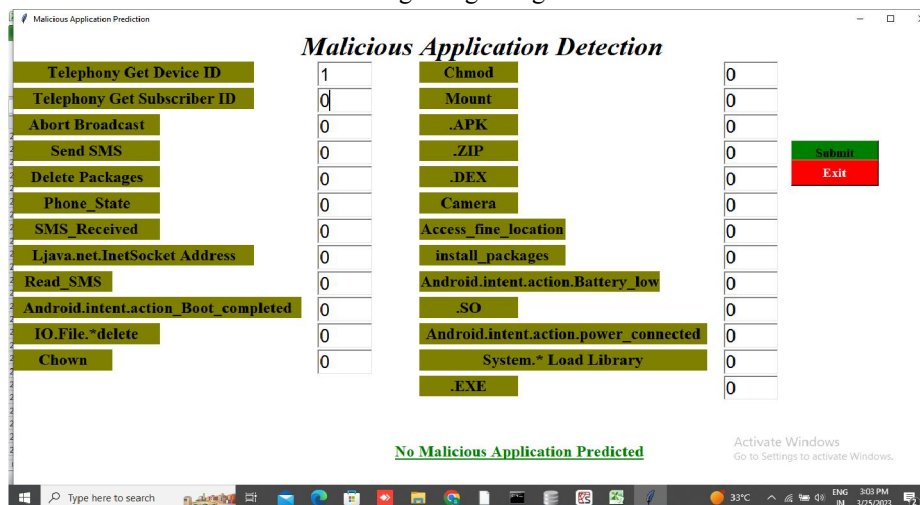 Malicious Application Prediction
Malicious Application Detection
Telephony Get Device ID 1 Chmod 0
Telephony Get Subscriber ID 0 Mount 0
Abort Broadcast 0 .APK 0
Send SMS 0 .ZIP 0 Submit
Delete Packages 0 .DEX 0 Exit
Phone_State 0 Camera 0
SMS_Received 0 Access_fine_location 0
Ljava.net.InetSocket Address 0 install_packages 0
Read_SMS 0 Android.intent.action.Battery_low 0
Android.intent.action_Boot_completed 0 .SO 0
IO.File.*delete 0 Android.intent.action.power_connected 0
Chown 0 System.* Load Library 0
.EXE 0
No Malicious Application Predicted
Activate Windows
Go to Settings to activate Windows.
Type here to search 33°C ENG 3:03 PM
IN 3/25/2023